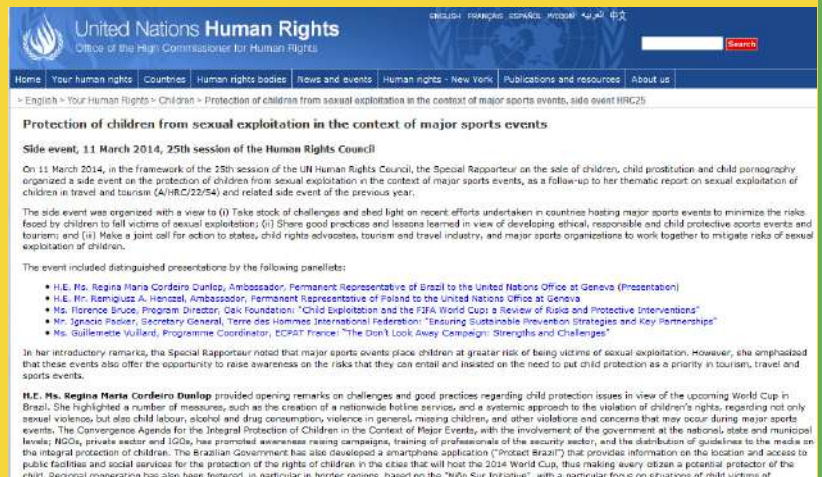 ENGLISH FRANÇAIS ESPAÑOL РУССКИЙ العربية 中文
United Nations Human Rights
Office of the High Commissioner for Human Rights
Search
Home Your human rights Countries Human rights bodies News and events Human rights - New York Publications and resources About us
> English > Your Human Rights > Children > Protection of children from sexual exploitation in the context of major sports events, side event HRC25
Protection of children from sexual exploitation in the context of major sports events
Side event, 11 March 2014, 25th session of the Human Rights Council
On 11 March 2014, in the framework of the 25th session of the UN Human Rights Council, the Special Rapporteur on the sale of children, child prostitution and child pornography
organized a side event on the protection of children from sexual exploitation in the context of major sports events, as a follow-up to her thematic report on sexual exploitation of
children in travel and tourism (A/HRC/22/54) and related side event of the previous year.
The side event was organized with a view to (i) Take stock of challenges and shed light on recent efforts undertaken in countries hosting major sports events to minimize the risks
faced by children to fall victims of sexual exploitation; (ii) Share good practices and lessons learned in view of developing ethical, responsible and child protective sports events and
tourism; and (iii) Make a joint call for action to states, child rights advocates, tourism and travel industry, and major sports organizations to work together to mitigate risks of sexual
exploitation of children.
The event included distinguished presentations by the following panellists:
• H.E. Ms. Regina Maria Cordeiro Dunlop, Ambassador, Permanent Representative of Brazil to the United Nations Office at Geneva (Presentation)
• H.E. Mr. Remigiusz A. Henczel, Ambassador, Permanent Representative of Poland to the United Nations Office at Geneva
• Ms. Florence Bruce, Program Director, Oak Foundation: "Child Exploitation and the FIFA World Cup: a Review of Risks and Protective Interventions"
• Mr. Ignacio Packer, Secretary General, Terre des Hommes International Federation: "Ensuring Sustainable Prevention Strategies and Key Partnerships"
• Ms. Guillemette Vuillard, Programme Coordinator, ECPAT France: "The Don't Look Away Campaign: Strengths and Challenges"
In her introductory remarks, the Special Rapporteur noted that major sports events place children at greater risk of being victims of sexual exploitation. However, she emphasized
that these events also offer the opportunity to raise awareness on the risks that they can entail and insisted on the need to put child protection as a priority in tourism, travel and
sports events.
H.E. Ms. Regina Maria Cordeiro Dunlop provided opening remarks on challenges and good practices regarding child protection issues in view of the upcoming World Cup in
Brazil. She highlighted a number of measures, such as the creation of a nationwide hotline service, and a systemic approach to the violation of children's rights, regarding not only
sexual violence, but also child labour, alcohol and drug consumption, violence in general, missing children, and other violations and concerns that may occur during major sports
events. The Convergence Agenda for the Integral Protection of Children in the Context of Major Events, with the involvement of the government at the national, state and municipal
levels; NGOs, private sector and IGOs, has promoted awareness raising campaigns, training of professionals of the security sector, and the distribution of guidelines to the media on
the integral protection of children. The Brazilian Government has also developed a smartphone application ("Protect Brazil") that provides information on the location and access to
public facilities and social services for the protection of the rights of children in the cities that will host the 2014 World Cup, thus making every citizen a potential protector of the
child. Regional cooperation has also been fostered, in particular in border regions, based on the "Niño Sur Initiative", with a particular focus on situations of child victims of